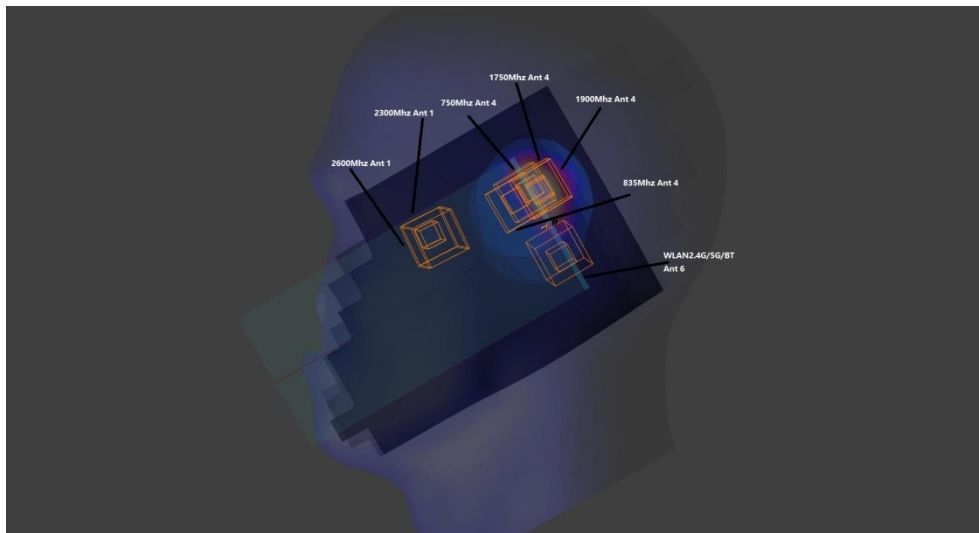 1750Mhz Ant 4
750Mhz Ant 4
1900Mhz Ant 4
2300Mhz Ant 1
2600Mhz Ant 1
835Mhz Ant 4
WLAN2.4G/5G/BT
Ant 6